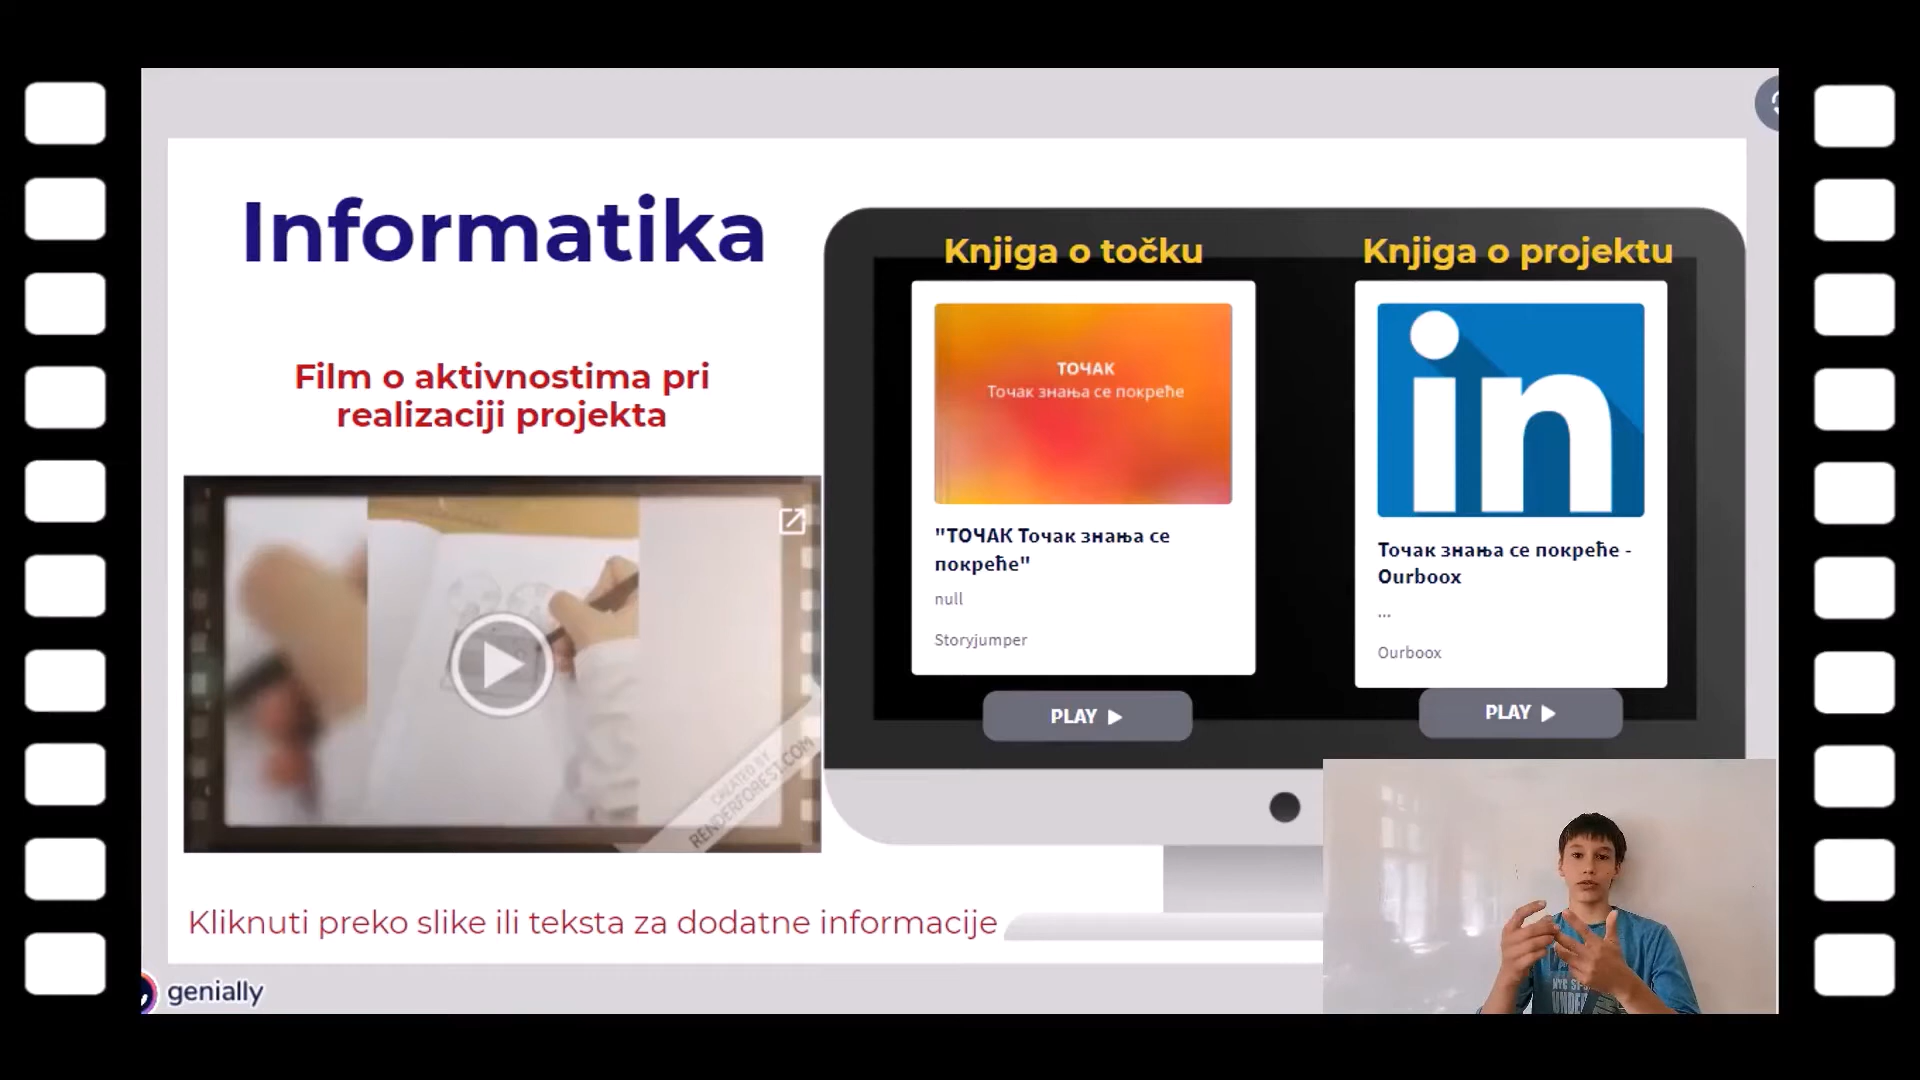 Informatika
Film o aktivnostima pri
realizaciji projekta
CREATED BY
RENDERFOREST.COM
Kliknuti preko slike ili teksta za dodatne informacije
Knjiga o točku
ТОЧАК
Точак знања се покреће
"ТОЧАК Точак знања се
покреће"
null
Storyjumper
PLAY
Knjiga o projektu
in
Точак знања се покреће -
Ourboox
...
Ourboox
PLAY
genially